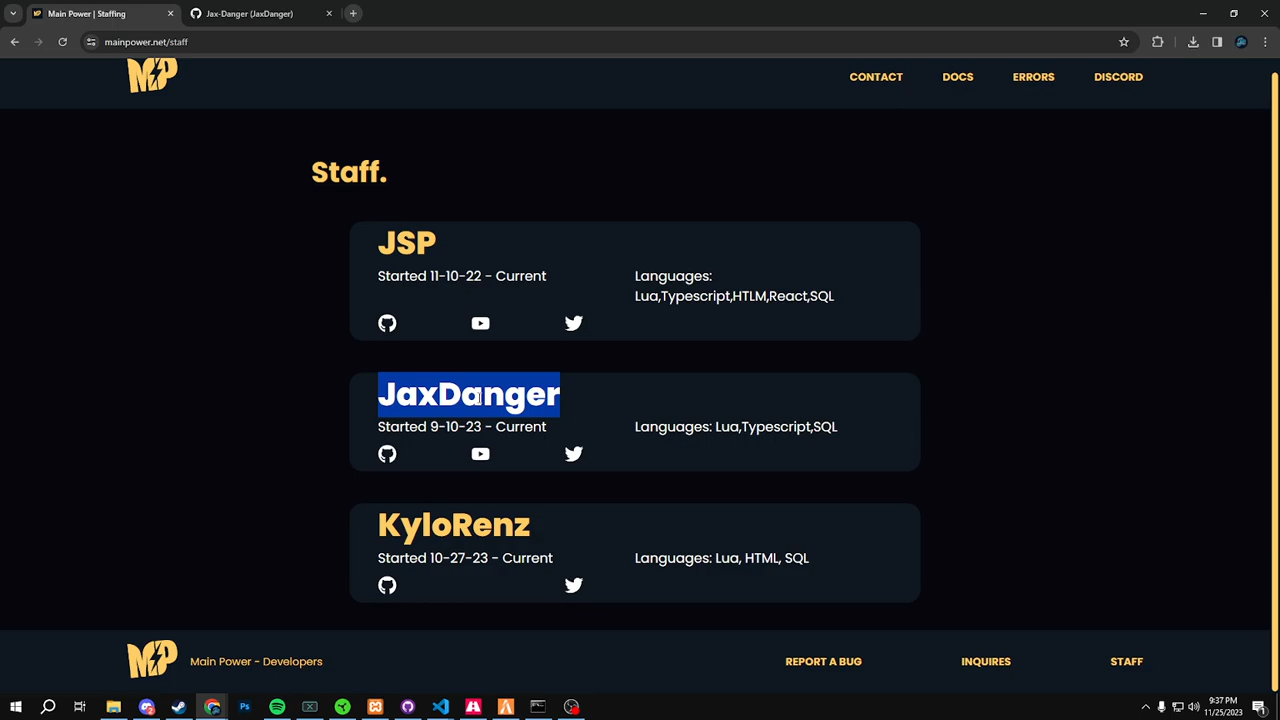 Main Power | Staffing
Jax-Danger (JaxDanger)
mainpower.net/staff
MP
CONTACT DOCS ERRORS DISCORD
Staff.
JSP
Started 11-10-22 - Current
Languages:
Lua,Typescript,HTLM,React,SQL
JaxDanger
Started 9-10-23 - Current
Languages: Lua,Typescript,SQL
KyloRenz
Started 10-27-23 - Current
Languages: Lua, HTML, SQL
MP
Main Power - Developers
REPORT A BUG INQUIRES STAFF
9:37 PM
11/25/2023